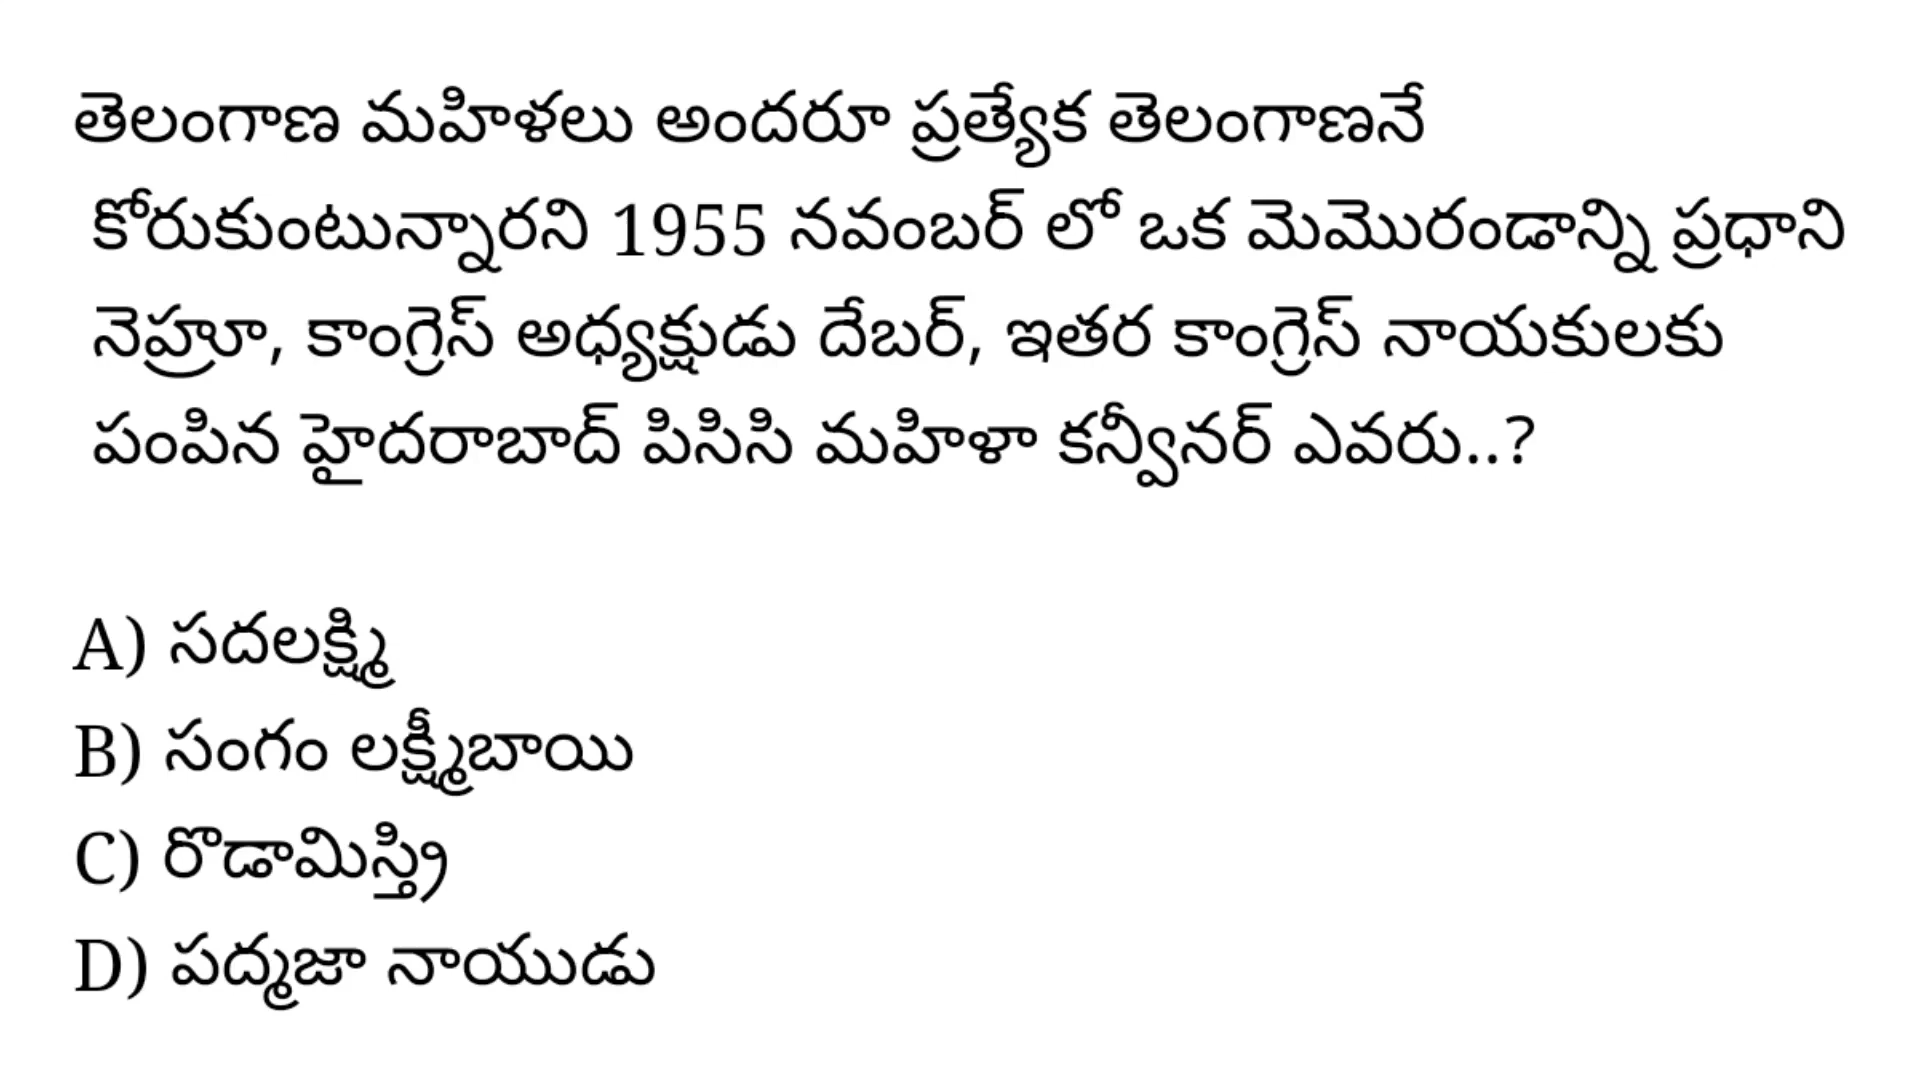 తెలంగాణ మహిళలు అందరూ ప్రత్యేక తెలంగాణనే
కోరుకుంటున్నారని 1955 నవంబర్ లో ఒక మెమొరండాన్ని ప్రధాని
నెహ్రూ, కాంగ్రెస్ అధ్యక్షుడు దేబర్, ఇతర కాంగ్రెస్ నాయకులకు
పంపిన హైదరాబాద్ పిసిసి మహిళా కన్వీనర్ ఎవరు..?
A) సదలక్ష్మి
B) సంగం లక్ష్మీబాయి
C) రొడామిస్త్రి
D) పద్మజా నాయుడు